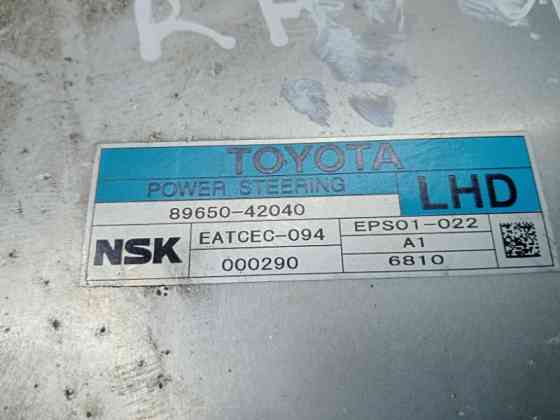 TOYOTA
POWER STEERING
LHD
89650-42040
NSK
EATCEC-094
EPS01-022
A1
000290
6810